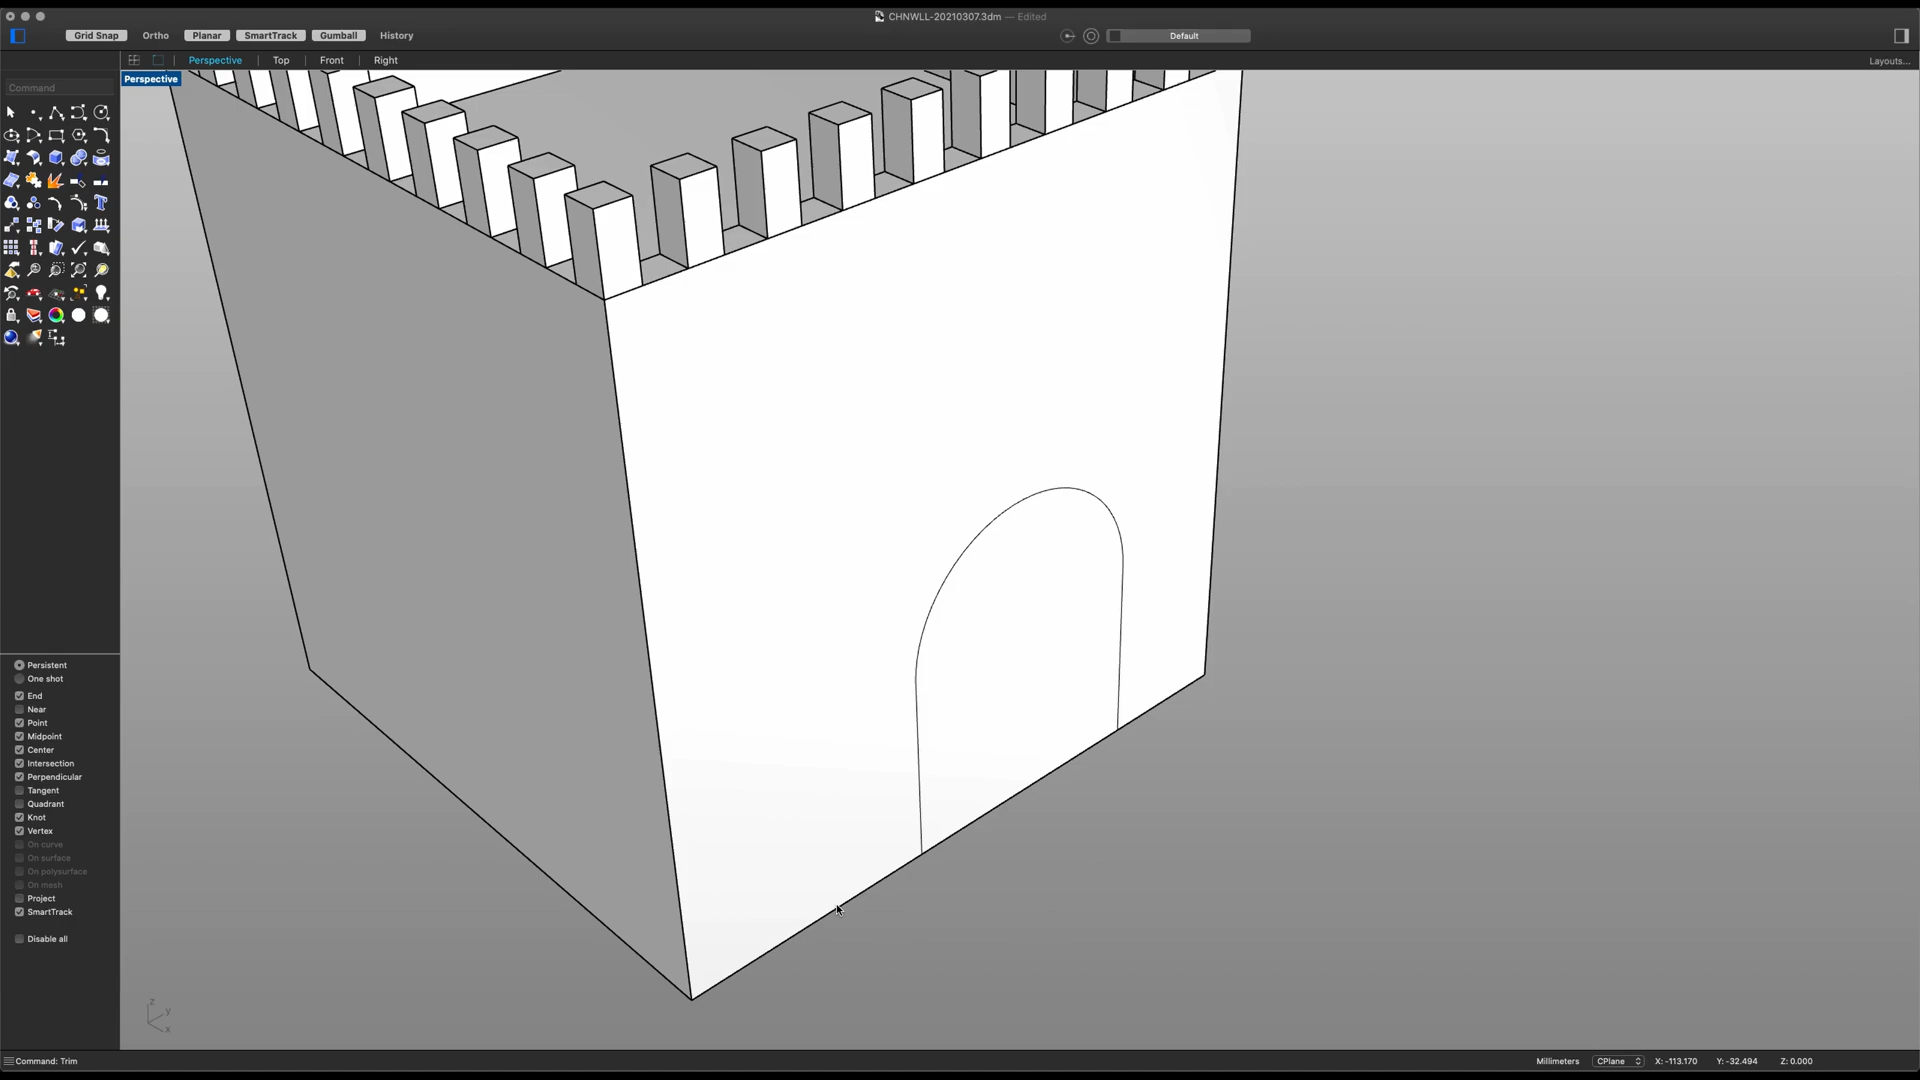 CHNWLL-20210307.3dm — Edited
Grid Snap Ortho Planar SmartTrack Gumball History Default
Perspective Top Front Right Layouts...
Perspective
Command
Persistent
One shot
End
Near
Point
Midpoint
Center
Intersection
Perpendicular
Tangent
Quadrant
Knot
Vertex
On curve
On surface
On polysurface
On mesh
Project
SmartTrack
Disable all
z
y
x
Command: Trim Millimeters CPlane X: -113.170 Y: -32.494 Z: 0.000